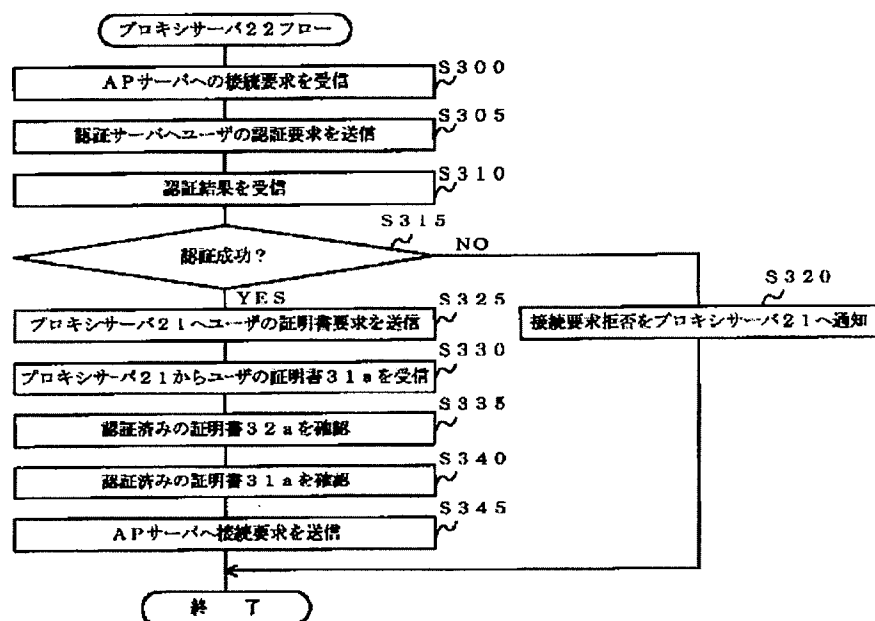 プロキシサーバ22フロー
S300
APサーバへの接続要求を受信
S305
認証サーバへユーザの認証要求を送信
S310
認証結果を受信
S315
認証成功?
NO
YES
S320
接続要求拒否をプロキシサーバ21へ通知
S325
プロキシサーバ21へユーザの証明書要求を送信
S330
プロキシサーバ21からユーザの証明書31aを受信
S335
認証済みの証明書32aを確認
S340
認証済みの証明書31aを確認
S345
APサーバへ接続要求を送信
終 了